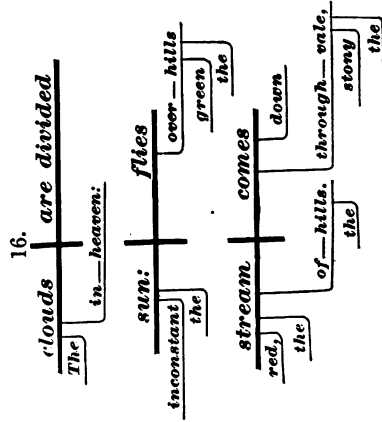 16.
clouds are divided
The in—heaven:
sun: flies
inconstant over—hills
the green
the
stream comes
red, of—hills. through—vale, down
the the stony
the